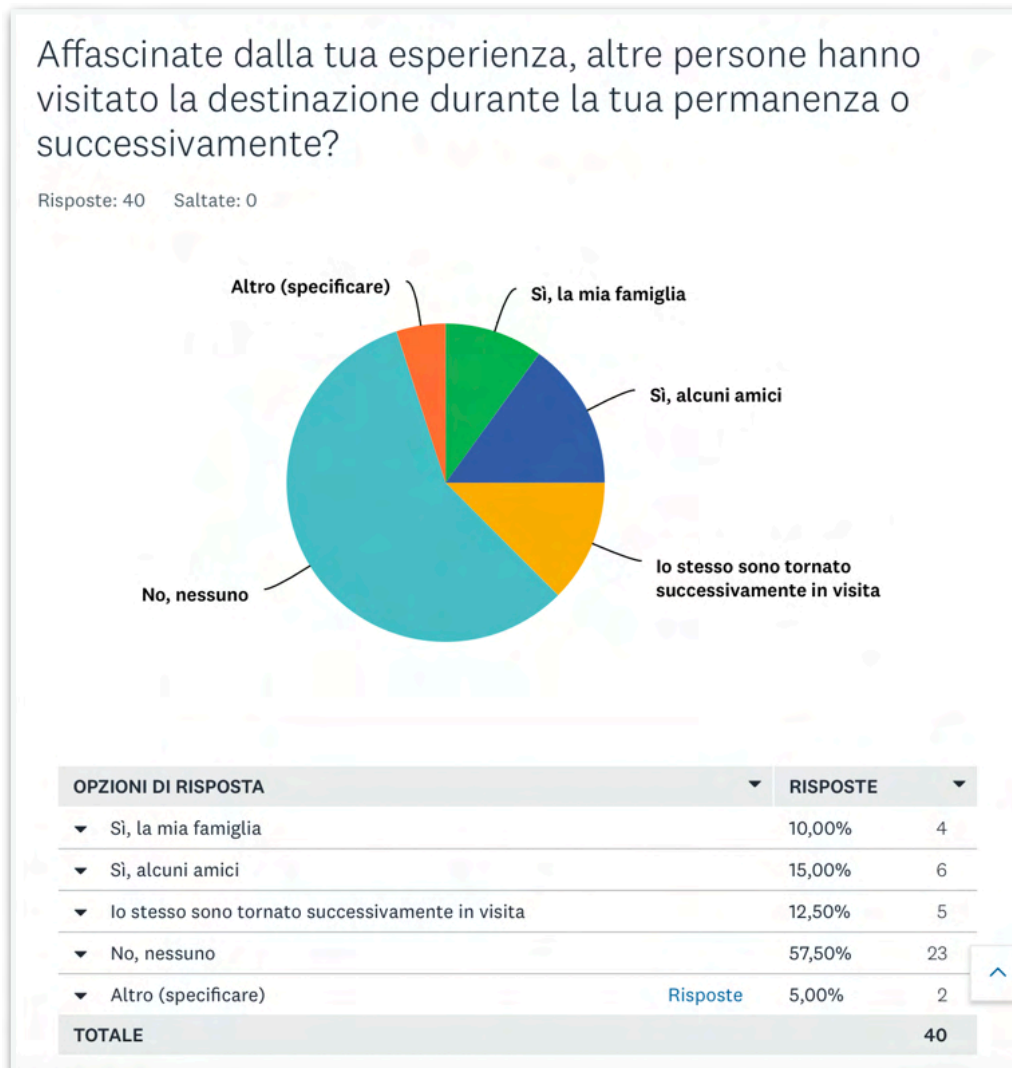 Affascinate dalla tua esperienza, altre persone hanno
visitato la destinazione durante la tua permanenza o
successivamente?
Risposte: 40 Saltate: 0
Altro (specificare)
Sì, la mia famiglia
Sì, alcuni amici
Io stesso sono tornato
successivamente in visita
No, nessuno
OPZIONI DI RISPOSTA RISPOSTE
Sì, la mia famiglia 10,00% 4
Sì, alcuni amici 15,00% 6
Io stesso sono tornato successivamente in visita 12,50% 5
No, nessuno 57,50% 23
Altro (specificare) Risposte 5,00% 2
TOTALE 40